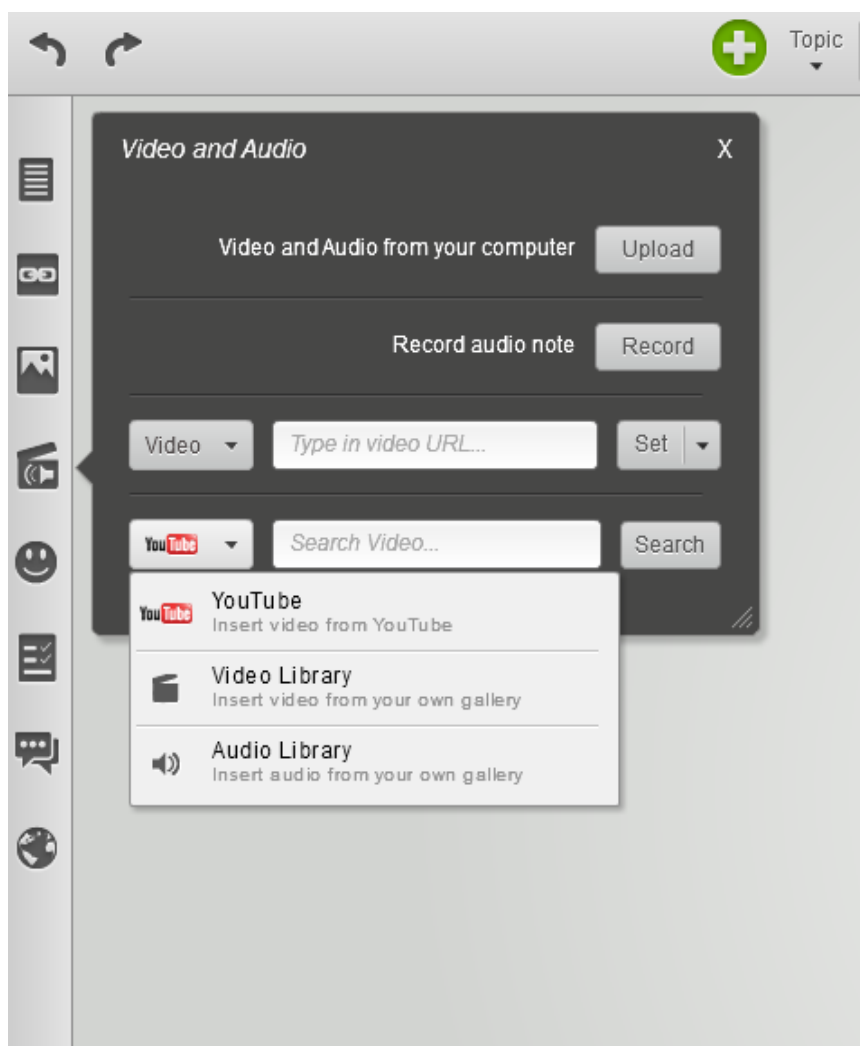 Topic
Video and Audio X
Video and Audio from your computer Upload
Record audio note Record
Video Type in video URL... Set
YouTube Search Video... Search
YouTube YouTube
Insert video from YouTube
Video Library
Insert video from your own gallery
Audio Library
Insert audio from your own gallery